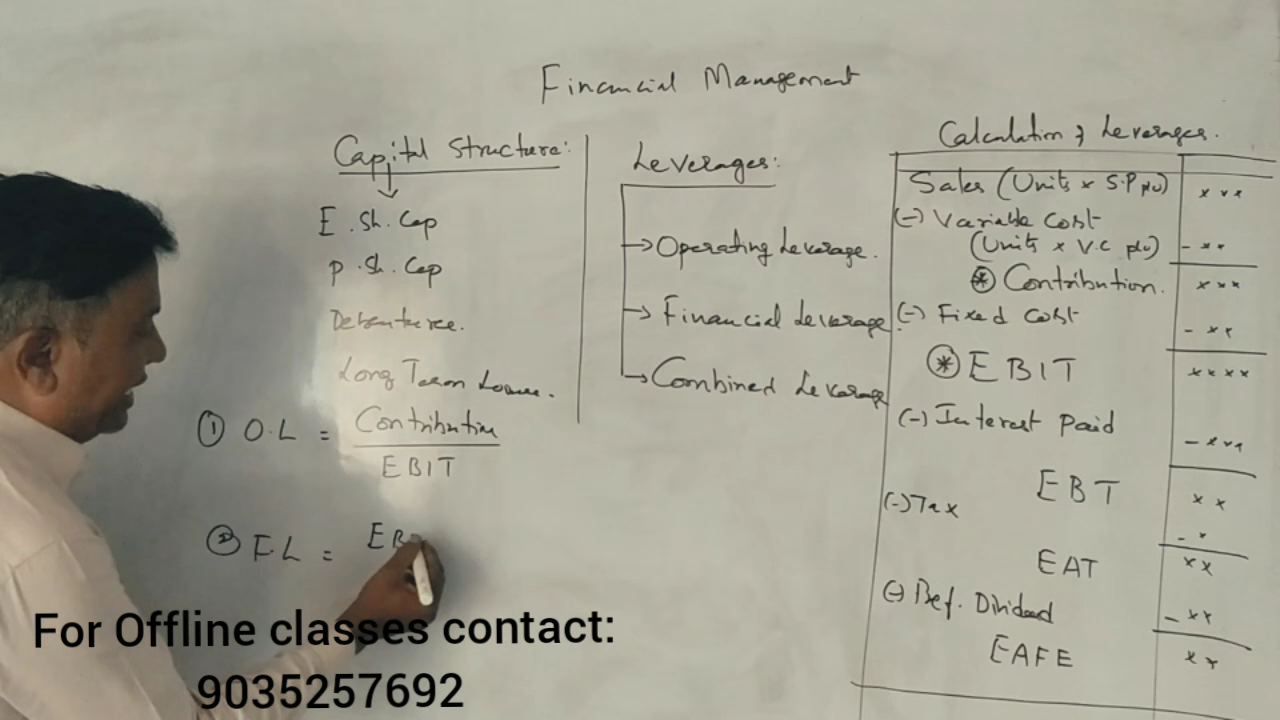 Financial Management
Capital Structure:
E. Sh. Cap
P. Sh. Cap
Debenture.
Long Term Loans.
Leverages:
Operating Leverage.
Financial Leverage.
Combined Leverage
① O.L = Contribution
EBIT
② F.L = EB
Calculation of Leverages.
Sales (Units x S.P pu) x x x
(-) Variable Cost
(Units x V.C pu) - x x
* Contribution. x x x
(-) Fixed Cost - x x
* EBIT x x x x
(-) Interest Paid - x x x
EBT x x
(-) Tax - x
EAT x x
(-) Pref. Dividend - x x
EAFE x x
For Offline classes contact:
9035257692